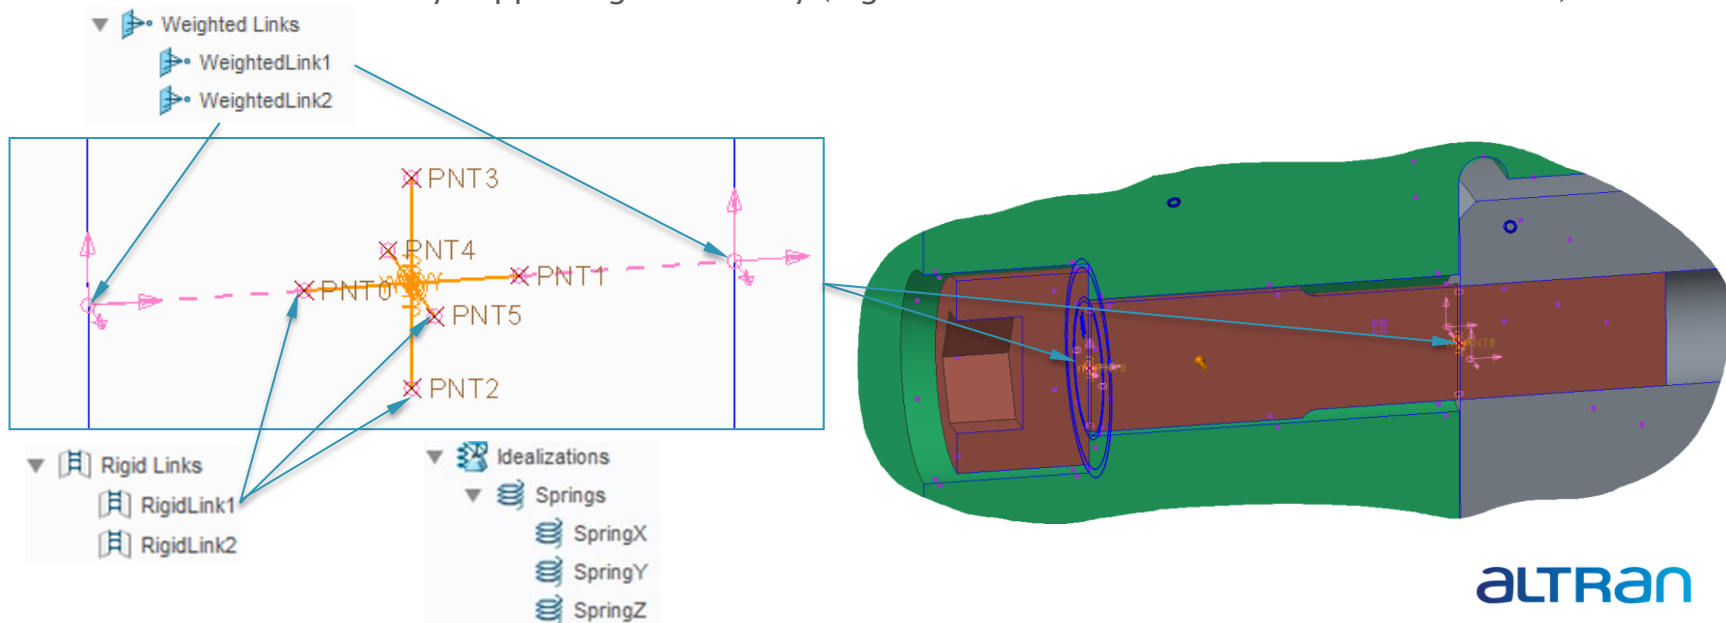 Weighted Links
WeightedLink1
WeightedLink2
PNT3
PNT4
PNT0
PNT1
PNT5
PNT2
Rigid Links
RigidLink1
RigidLink2
Idealizations
Springs
SpringX
SpringY
SpringZ
aLTRan